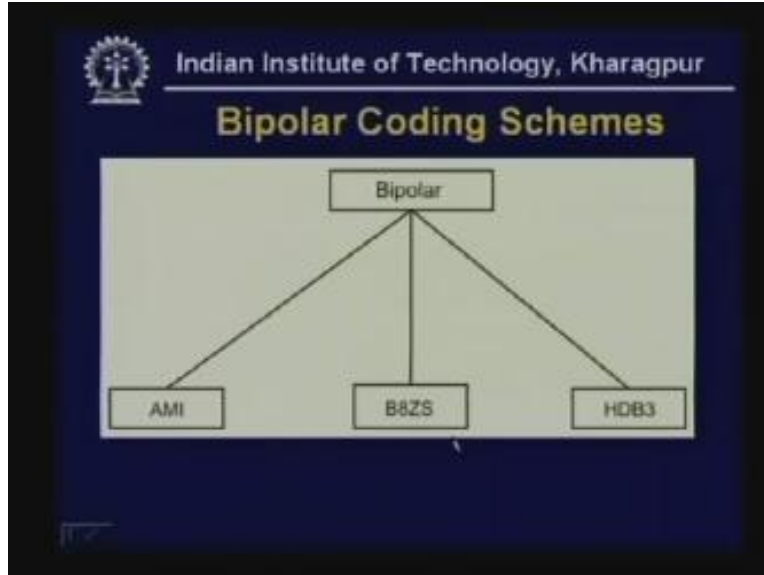 Indian Institute of Technology, Kharagpur
Bipolar Coding Schemes
Bipolar
AMI
B8ZS
HDB3